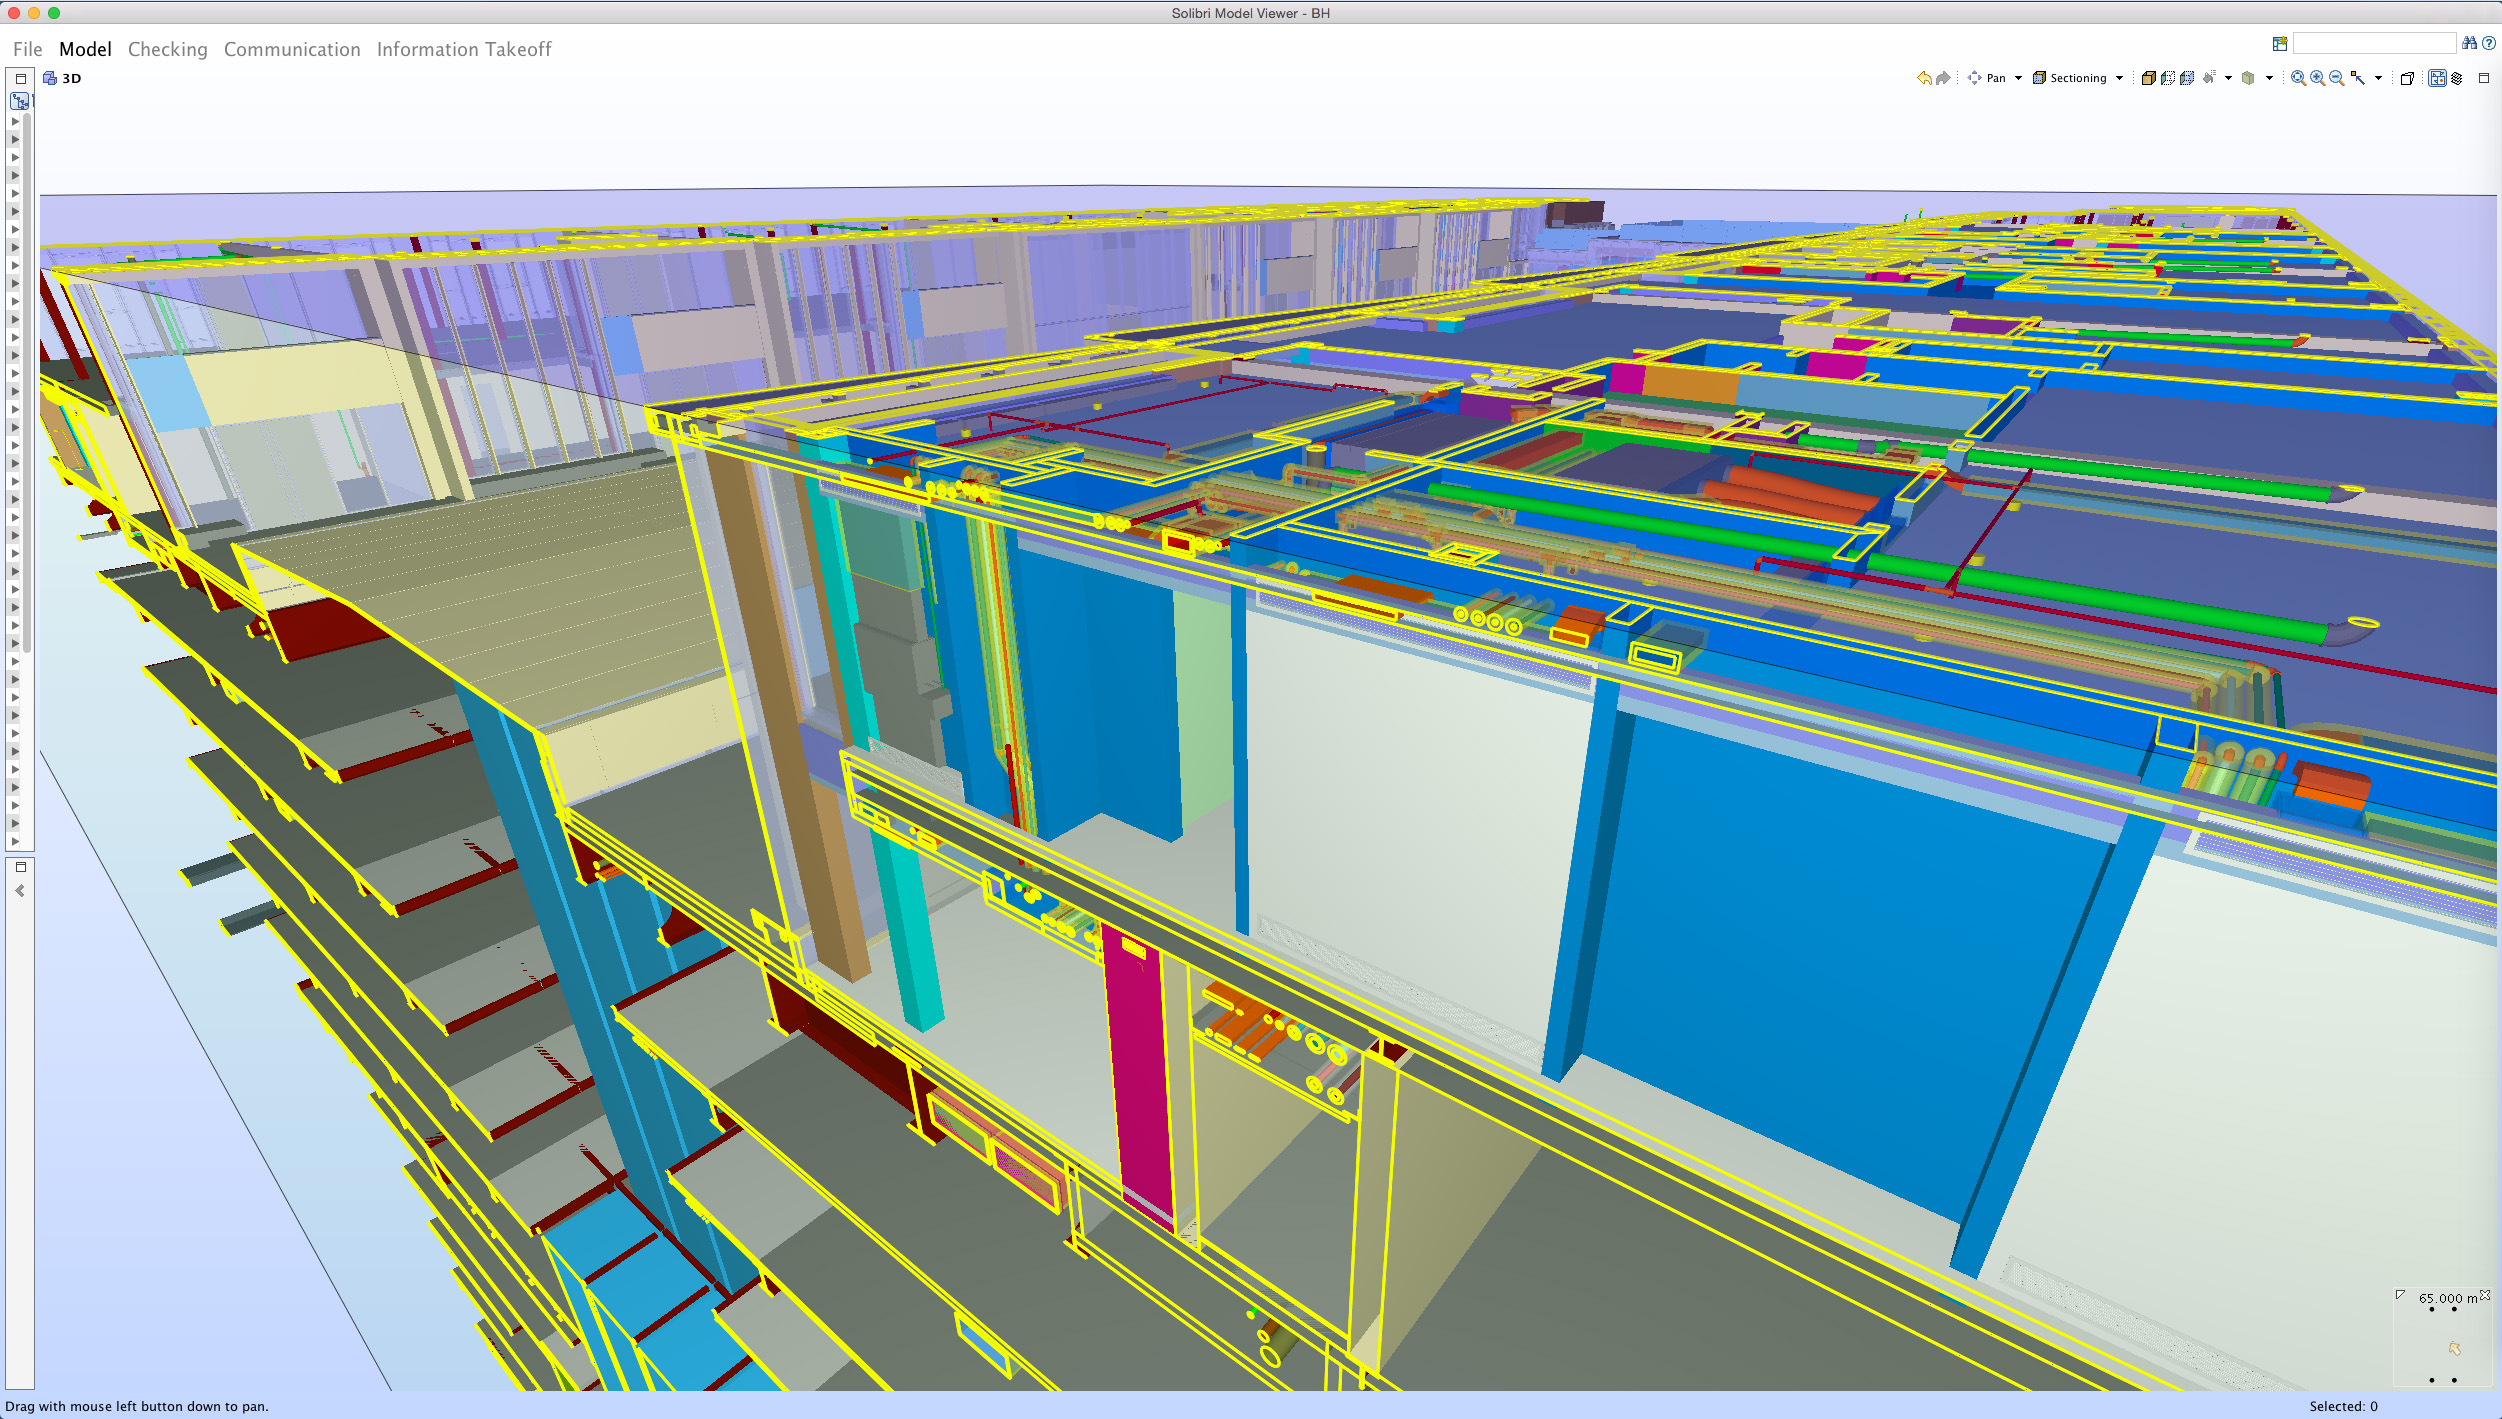 Solibri Model Viewer - BH
File Model Checking Communication Information Takeoff
3D
Pan Sectioning
65.000 m
Drag with mouse left button down to pan.
Selected: 0